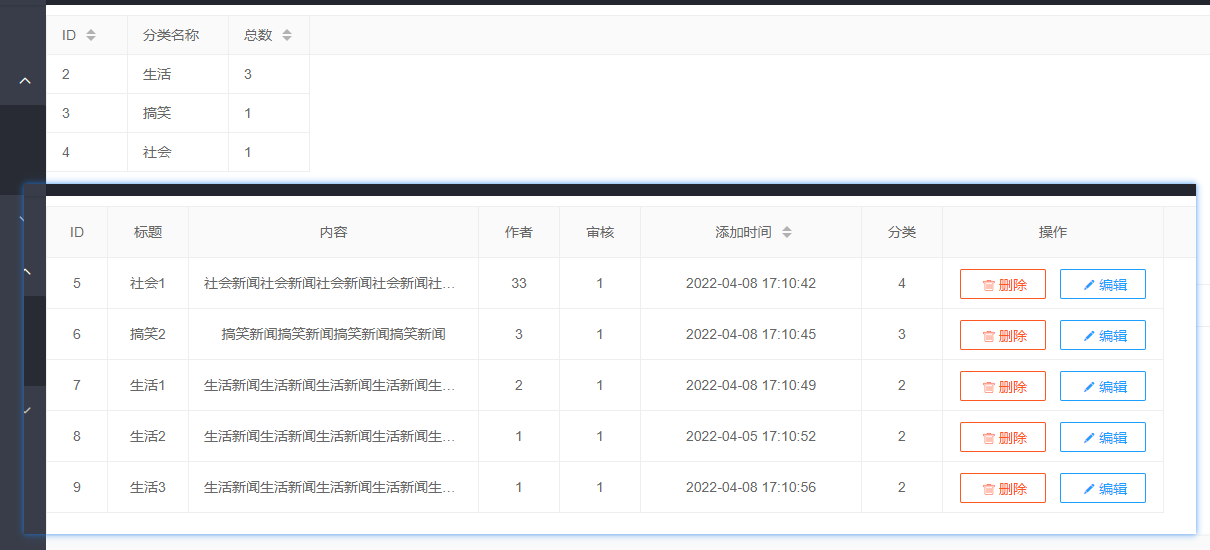 ID 分类名称 总数
2 生活 3
3 搞笑 1
4 社会 1
ID 标题 内容 作者 审核 添加时间 分类 操作
5 社会1 社会新闻社会新闻社会新闻社会新闻社... 33 1 2022-04-08 17:10:42 4 删除 编辑
6 搞笑2 搞笑新闻搞笑新闻搞笑新闻搞笑新闻 3 1 2022-04-08 17:10:45 3 删除 编辑
7 生活1 生活新闻生活新闻生活新闻生活新闻生... 2 1 2022-04-08 17:10:49 2 删除 编辑
8 生活2 生活新闻生活新闻生活新闻生活新闻生... 1 1 2022-04-05 17:10:52 2 删除 编辑
9 生活3 生活新闻生活新闻生活新闻生活新闻生... 1 1 2022-04-08 17:10:56 2 删除 编辑